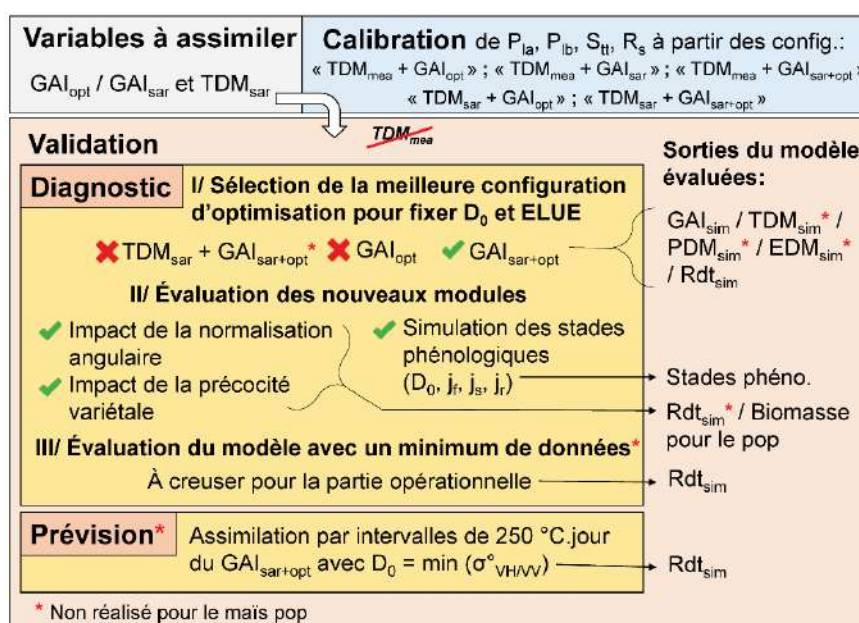 Variables à assimiler
GAIopt / GAIsar et TDMsar
Calibration de Pla, Plb, Stt, Rs à partir des config.:
« TDMmea + GAIopt » ; « TDMmea + GAIsar » ; « TDMmea + GAIsar+opt »
« TDMsar + GAIopt » ; « TDMsar + GAIsar+opt »
Validation
TDMmea
Sorties du modèle
évaluées:
Diagnostic
I/ Sélection de la meilleure configuration
d'optimisation pour fixer D0 et ELUE
TDMsar + GAIsar+opt* GAIopt GAIsar+opt
GAIsim / TDMsim* /
PDMsim* / EDMsim*
/ Rdtsim
II/ Évaluation des nouveaux modules
Impact de la normalisation
angulaire
Impact de la précocité
variétale
Simulation des stades
phénologiques
(D0, jf, js, jr)
Stades phéno.
Rdtsim* / Biomasse
pour le pop
III/ Évaluation du modèle avec un minimum de données*
À creuser pour la partie opérationnelle
Rdtsim
Prévision*
Assimilation par intervalles de 250 °C.jour
du GAIsar+opt avec D0 = min (σ°VH/VV)
Rdtsim
* Non réalisé pour le maïs pop